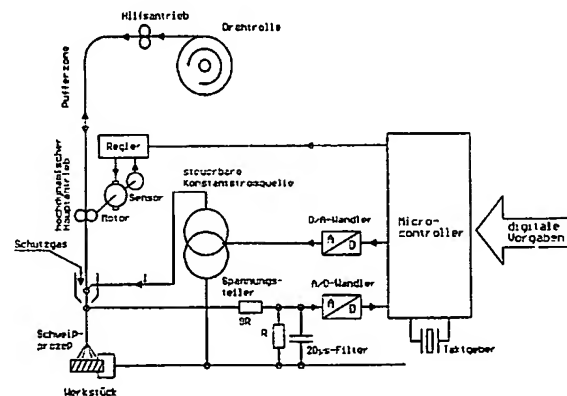 Hilfsantrieb
Drahtrolle
Pufferzone
Regler
hochdynamischer
Hauptantrieb
Sensor
Motor
steuerbare
Konstantstromquelle
D/A-Wandler
A
D
Micro-
controller
digitale
Vorgaben
Schutzgas
I
Spannungs-
teiler
9R
R
A/D-Wandler
A
D
20µs-Filter
Taktgeber
Schweiß-
prozeß
Werkstück